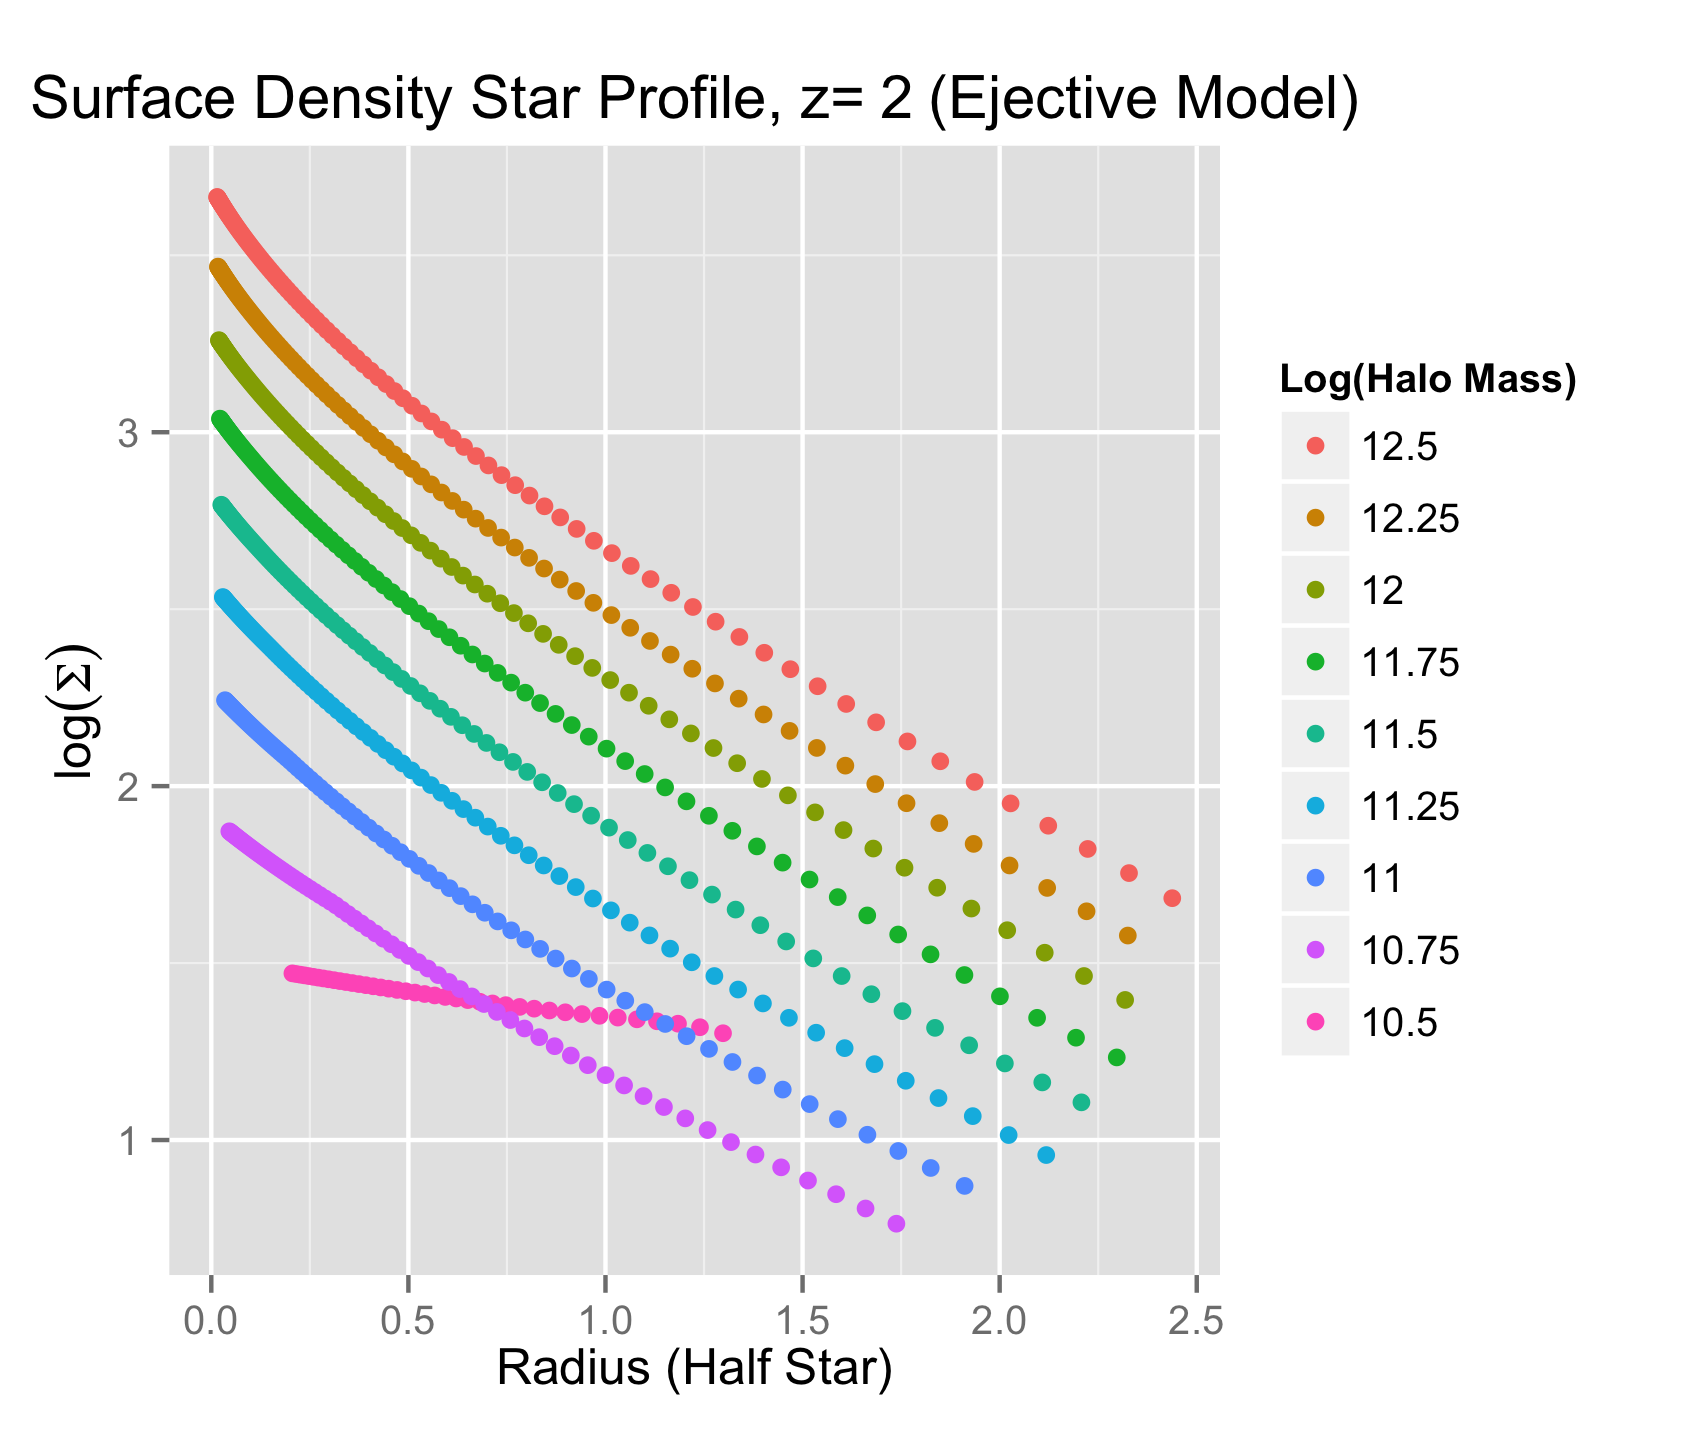 Surface Density Star Profile, z= 2 (Ejective Model)
log(Σ)
3
2
1
0.0 0.5 1.0 1.5 2.0 2.5
Radius (Half Star)
Log(Halo Mass)
12.5
12.25
12
11.75
11.5
11.25
11
10.75
10.5